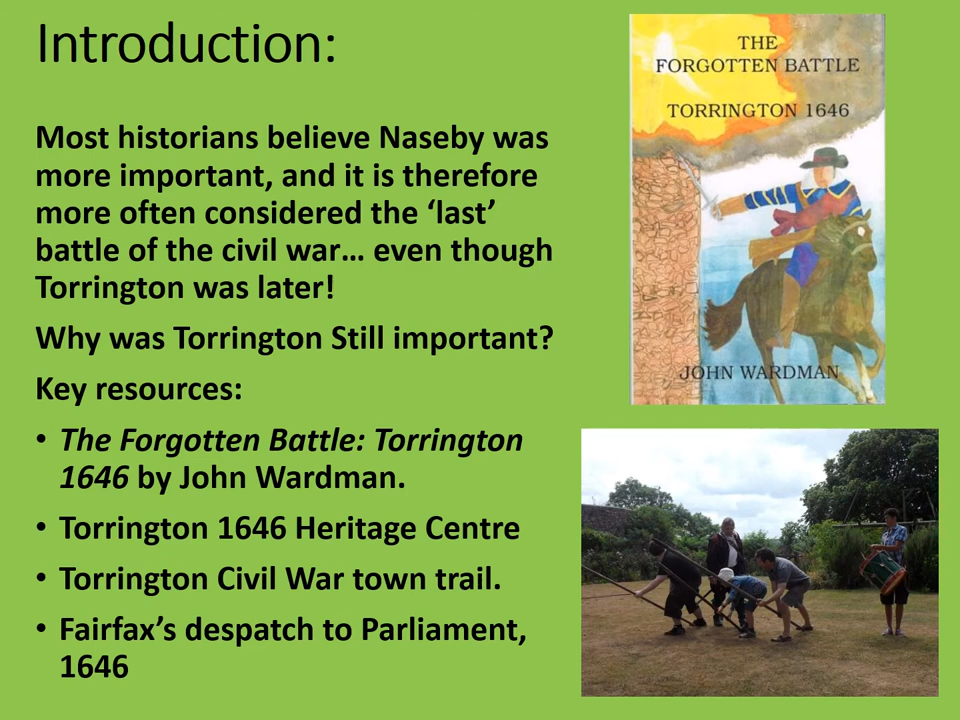 Introduction:
Most historians believe Naseby was
more important, and it is therefore
more often considered the ‘last’
battle of the civil war… even though
Torrington was later!
Why was Torrington Still important?
Key resources:
• The Forgotten Battle: Torrington
1646 by John Wardman.
• Torrington 1646 Heritage Centre
• Torrington Civil War town trail.
• Fairfax’s despatch to Parliament,
1646
THE
FORGOTTEN BATTLE
TORRINGTON 1646
JOHN WARDMAN